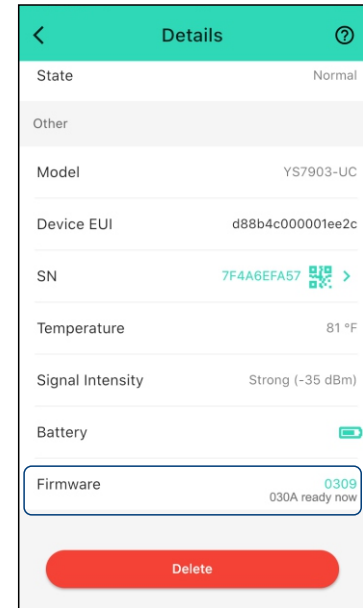 Details
State Normal
Other
Model YS7903-UC
Device EUI d88b4c000001ee2c
SN 7F4A6EFA57
Temperature 81 °F
Signal Intensity Strong (-35 dBm)
Battery
Firmware 0309
030A ready now
Delete